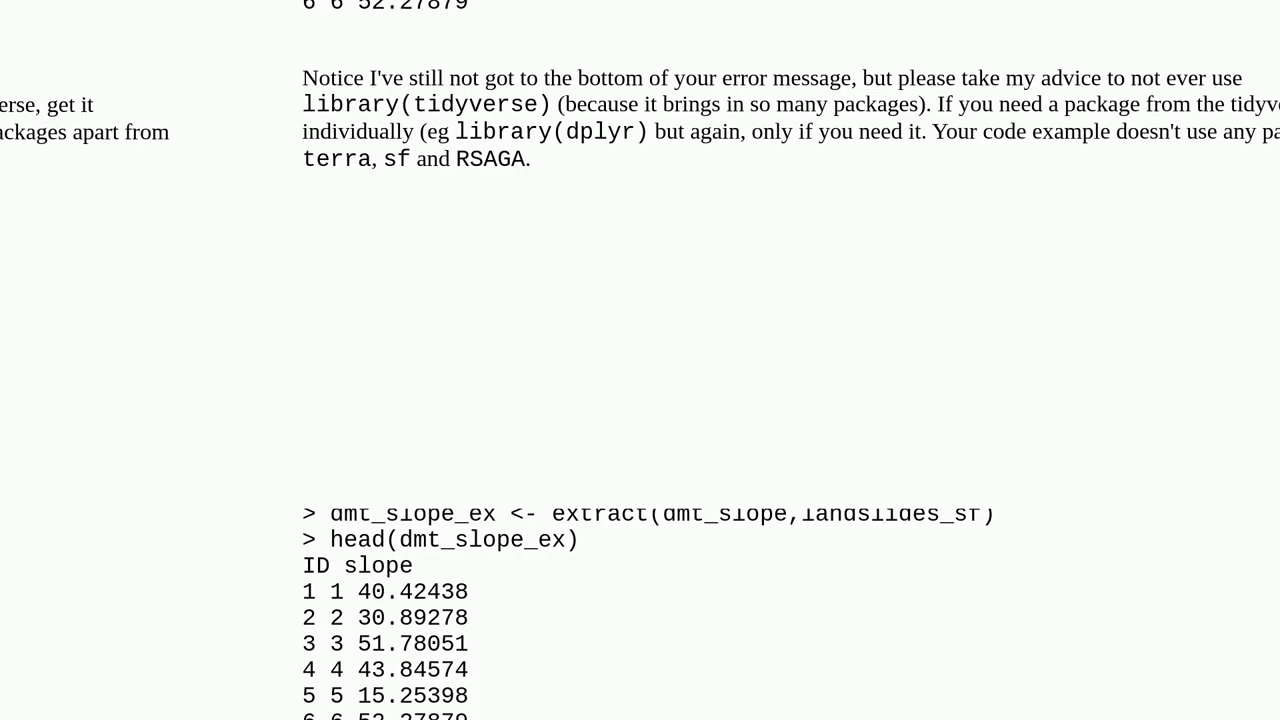 6 6 52.27879
Notice I've still not got to the bottom of your error message, but please take my advice to not ever use
erse, get it
library(tidyverse) (because it brings in so many packages). If you need a package from the
ackages apart from
individually (eg library(dplyr) but again, only if you need it. Your code example doesn't use any
terra, sf and RSAGA.
> dmt_slope_ex <- extract(dmt_slope,landslides_sf)
> head(dmt_slope_ex)
ID slope
1 1 40.42438
2 2 30.89278
3 3 51.78051
4 4 43.84574
5 5 15.25398
6 6 52.27879